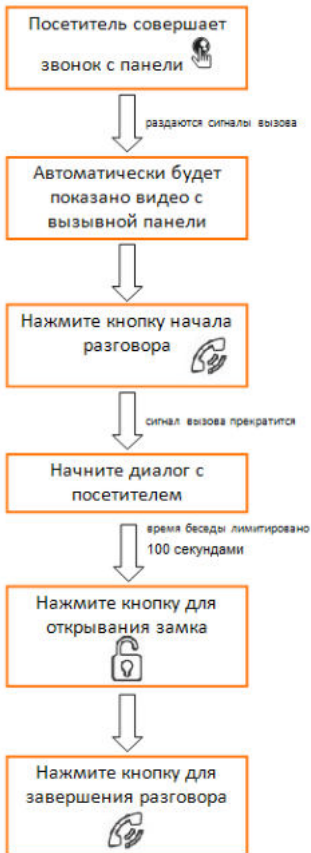 Посетитель совершает
звонок с панели
раздаются сигналы вызова
Автоматически будет
показано видео с
вызывной панели
Нажмите кнопку начала
разговора
сигнал вызова прекратится
Начните диалог с
посетителем
время беседы лимитировано
100 секундами
Нажмите кнопку для
открывания замка
Нажмите кнопку для
завершения разговора